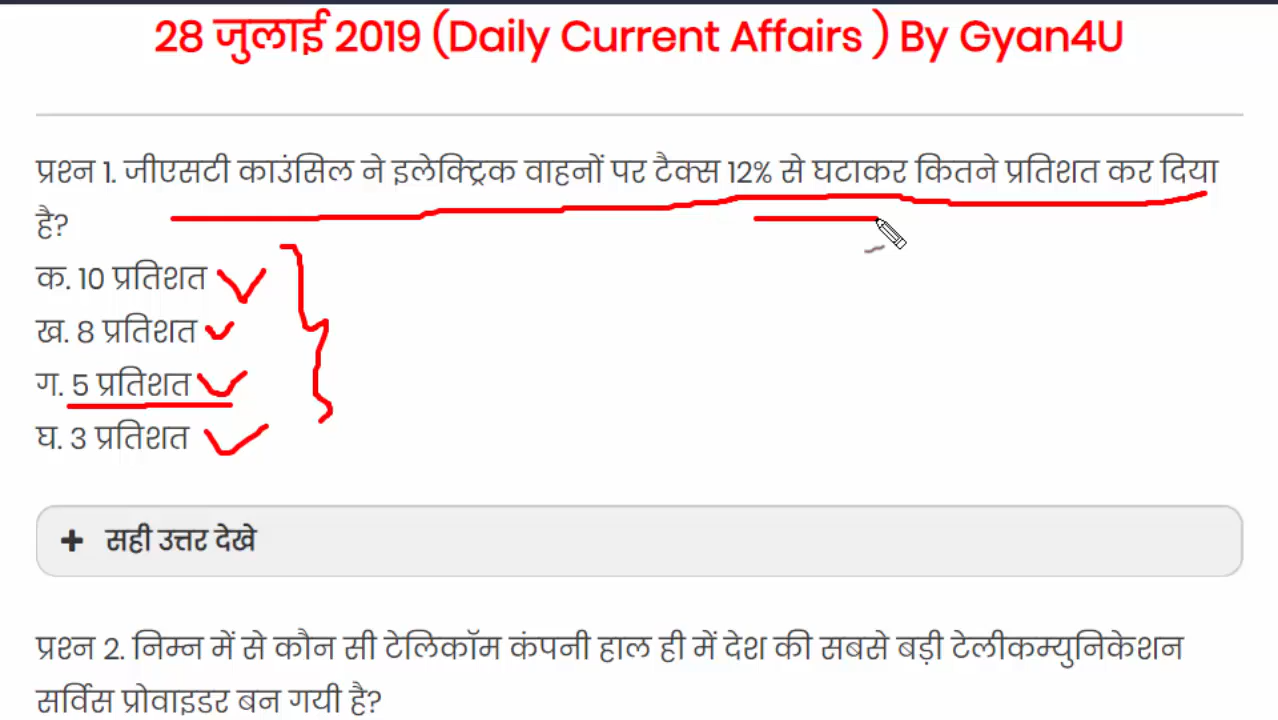 28 जुलाई 2019 (Daily Current Affairs ) By Gyan4U
प्रश्न 1. जीएसटी काउंसिल ने इलेक्ट्रिक वाहनों पर टैक्स 12% से घटाकर कितने प्रतिशत कर दिया
है?
क. 10 प्रतिशत
ख. 8 प्रतिशत
ग. 5 प्रतिशत
घ. 3 प्रतिशत
+ सही उत्तर देखे
प्रश्न 2. निम्न में से कौन सी टेलिकॉम कंपनी हाल ही में देश की सबसे बड़ी टेलीकम्युनिकेशन
सर्विस प्रोवाइडर बन गयी है?